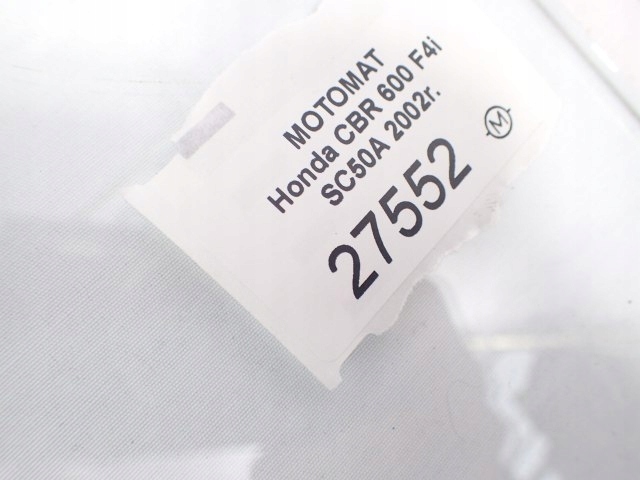 MOTOMAT
Honda CBR 600 F4i
SC50A 2002r.
27552
M